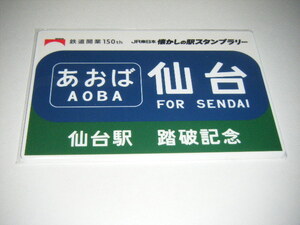 鉄道開業150th JR東日本 懐かしの駅スタンプラリー
あおば 仙台
AOBA FOR SENDAI
仙台駅 踏破記念